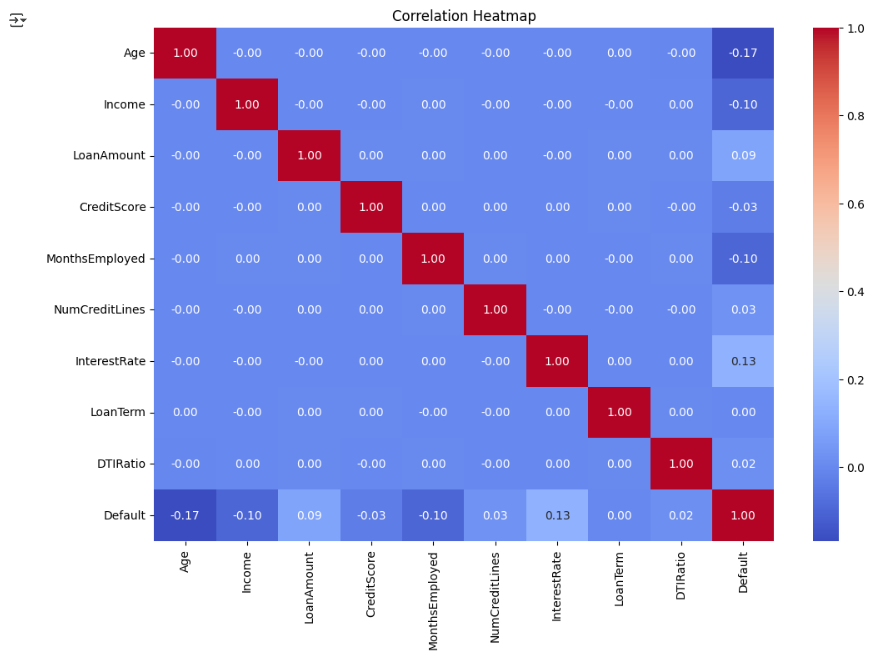 Correlation Heatmap
Age 1.00 -0.00 -0.00 -0.00 -0.00 -0.00 -0.00 0.00 -0.00 -0.17
Income -0.00 1.00 -0.00 -0.00 0.00 -0.00 -0.00 -0.00 0.00 -0.10
LoanAmount -0.00 -0.00 1.00 0.00 0.00 0.00 -0.00 0.00 0.00 0.09
CreditScore -0.00 -0.00 0.00 1.00 0.00 0.00 0.00 0.00 -0.00 -0.03
MonthsEmployed -0.00 0.00 0.00 0.00 1.00 0.00 0.00 -0.00 0.00 -0.10
NumCreditLines -0.00 -0.00 0.00 0.00 0.00 1.00 -0.00 -0.00 -0.00 0.03
InterestRate -0.00 -0.00 -0.00 0.00 0.00 -0.00 1.00 0.00 0.00 0.13
LoanTerm 0.00 -0.00 0.00 0.00 -0.00 -0.00 0.00 1.00 0.00 0.00
DTIRatio -0.00 0.00 0.00 -0.00 0.00 -0.00 0.00 0.00 1.00 0.02
Default -0.17 -0.10 0.09 -0.03 -0.10 0.03 0.13 0.00 0.02 1.00
Age Income LoanAmount CreditScore MonthsEmployed NumCreditLines InterestRate LoanTerm DTIRatio Default
1.0
0.8
0.6
0.4
0.2
0.0